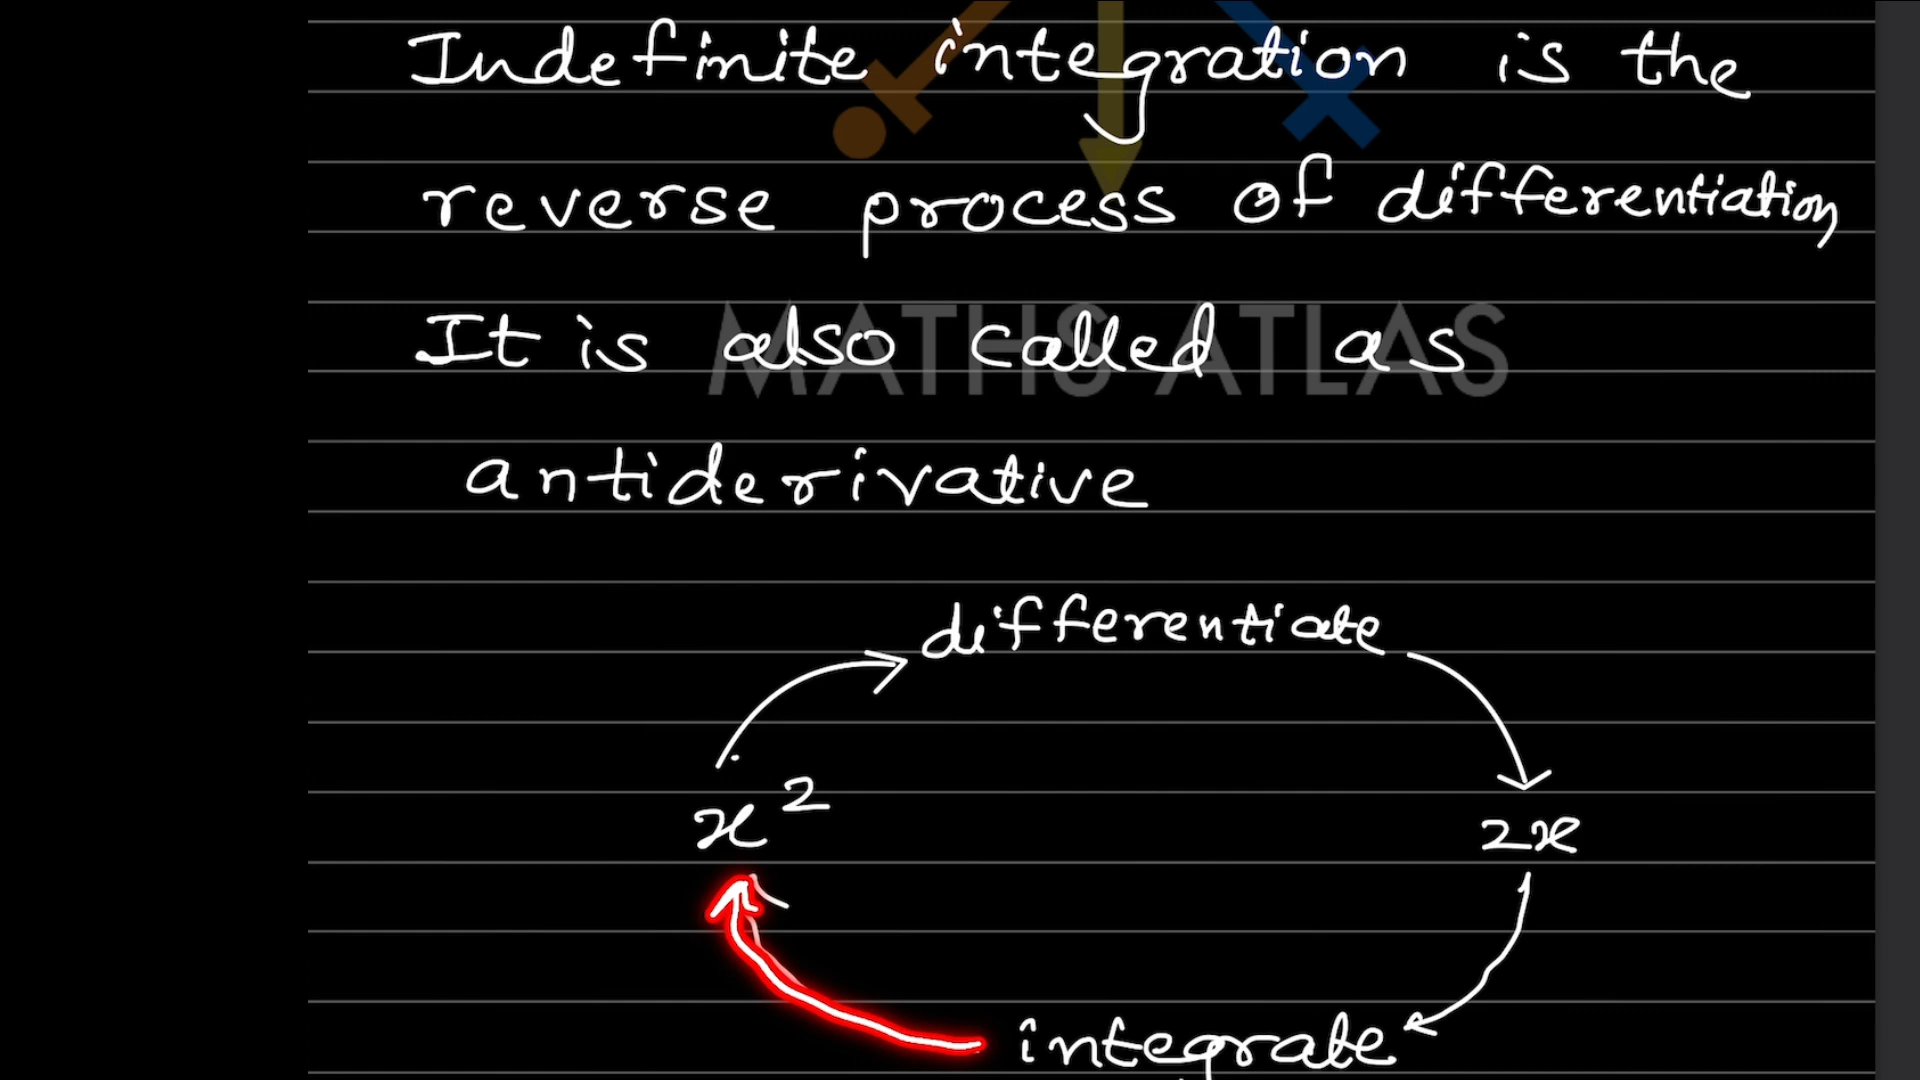 Indefinite integration is the
reverse process of differentiation
It is also called as
MATHS ATLAS
antiderivative
differentiate
x² 2x
integrate